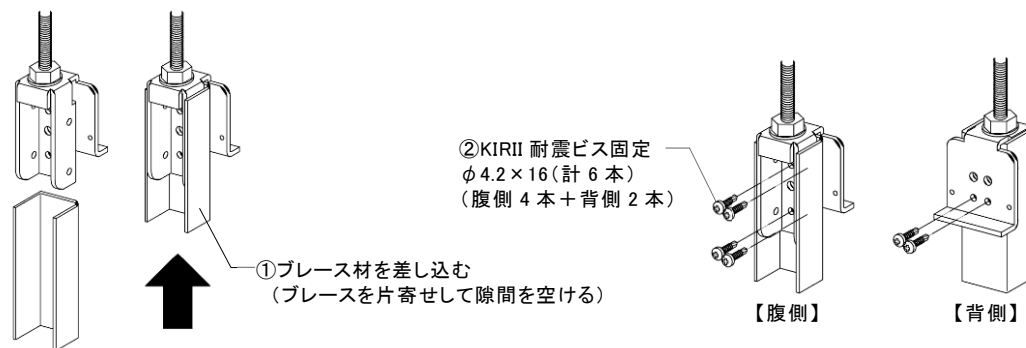 ①ブレース材を差し込む
（ブレースを片寄せして隙間を空ける）
②KIRII 耐震ビス固定
φ4.2×16（計 6 本）
（腹側 4 本＋背側 2 本）
【腹側】
【背側】